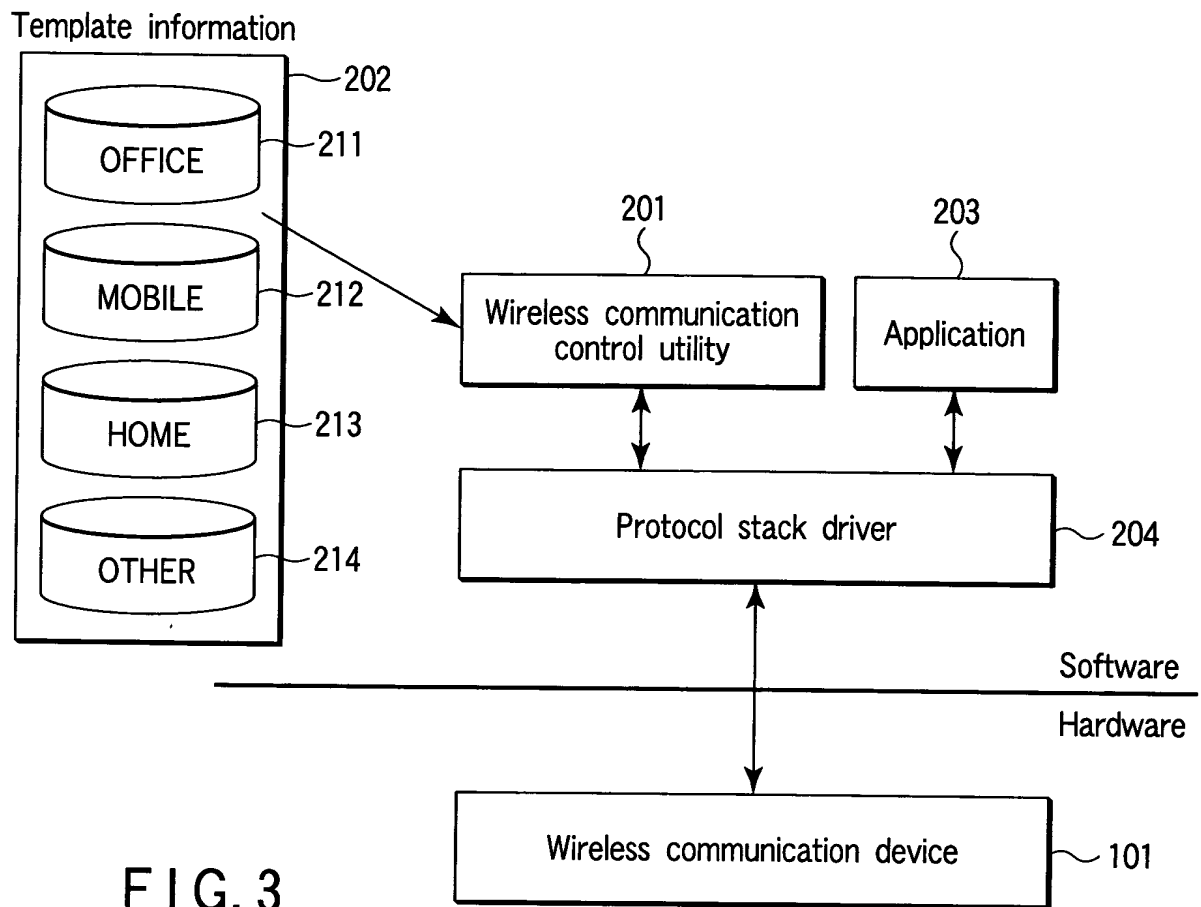 Template information
202
OFFICE
211
MOBILE
212
HOME
213
OTHER
214
201
203
Wireless communication
control utility
Application
Protocol stack driver
204
Software
Hardware
Wireless communication device
101
FIG. 3